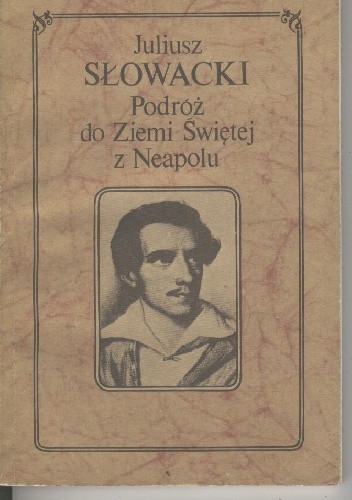 Juliusz
SŁOWACKI
Podróż
do Ziemi Świętej
z Neapolu